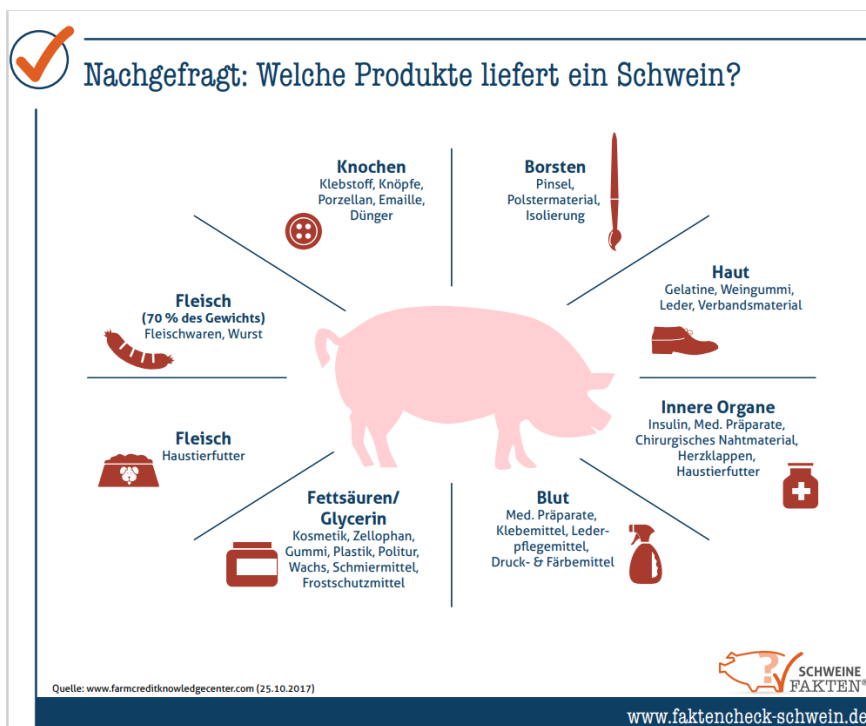 Nachgefragt: Welche Produkte liefert ein Schwein?
Knochen
Klebstoff, Knöpfe,
Porzellan, Emaille,
Dünger
Borsten
Pinsel,
Polstermaterial,
Isolierung
Fleisch
(70 % des Gewichts)
Fleischwaren, Wurst
Haut
Gelatine, Weingummi,
Leder, Verbandsmaterial
Fleisch
Haustierfutter
Innere Organe
Insulin, Med. Präparate,
Chirurgisches Nahtmaterial,
Herzklappen,
Haustierfutter
Fettsäuren/
Glycerin
Kosmetik, Zellophan,
Gummi, Plastik, Politur,
Wachs, Schmiermittel,
Frostschutzmittel
Blut
Med. Präparate,
Klebemittel, Leder-
pflegemittel,
Druck- & Färbemittel
Quelle: www.farmcreditknowledgecenter.com (25.10.2017)
?
SCHWEINE
FAKTEN®
www.faktencheck-schwein.de